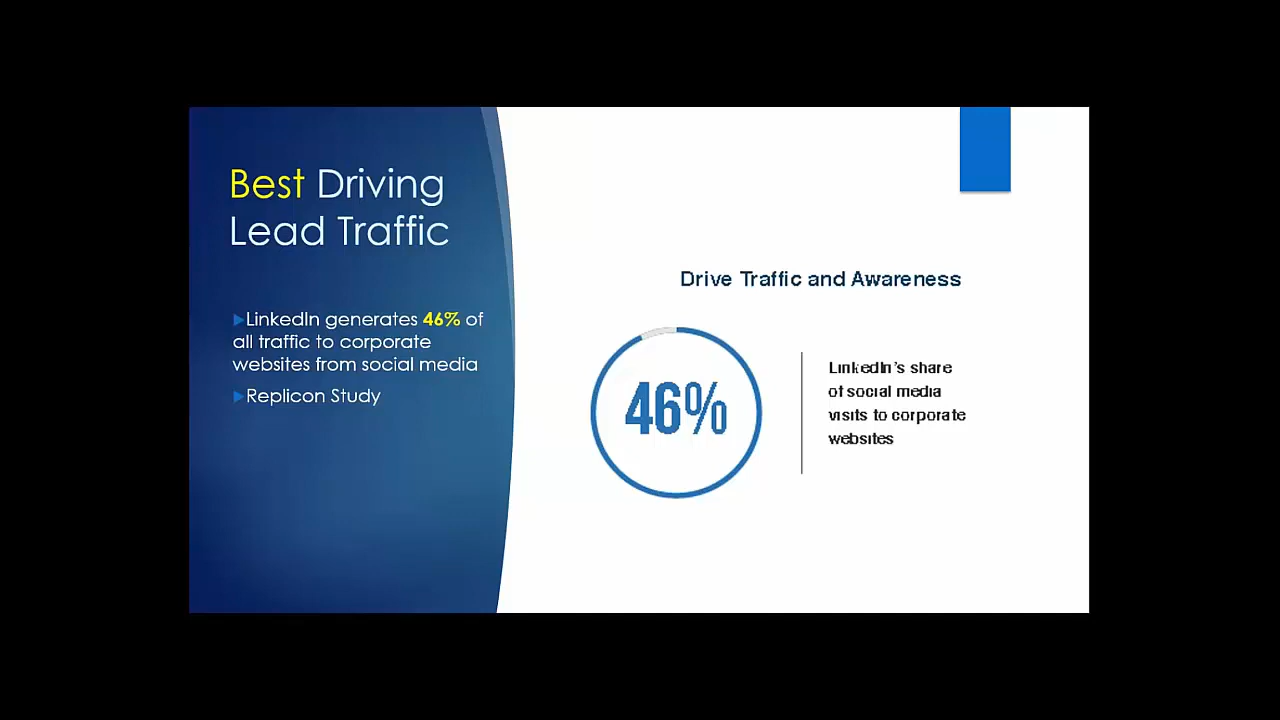 Best Driving
Lead Traffic
LinkedIn generates 46% of
all traffic to corporate
websites from social media
Replicon Study
Drive Traffic and Awareness
46%
LinkedIn's share
of social media
visits to corporate
websites